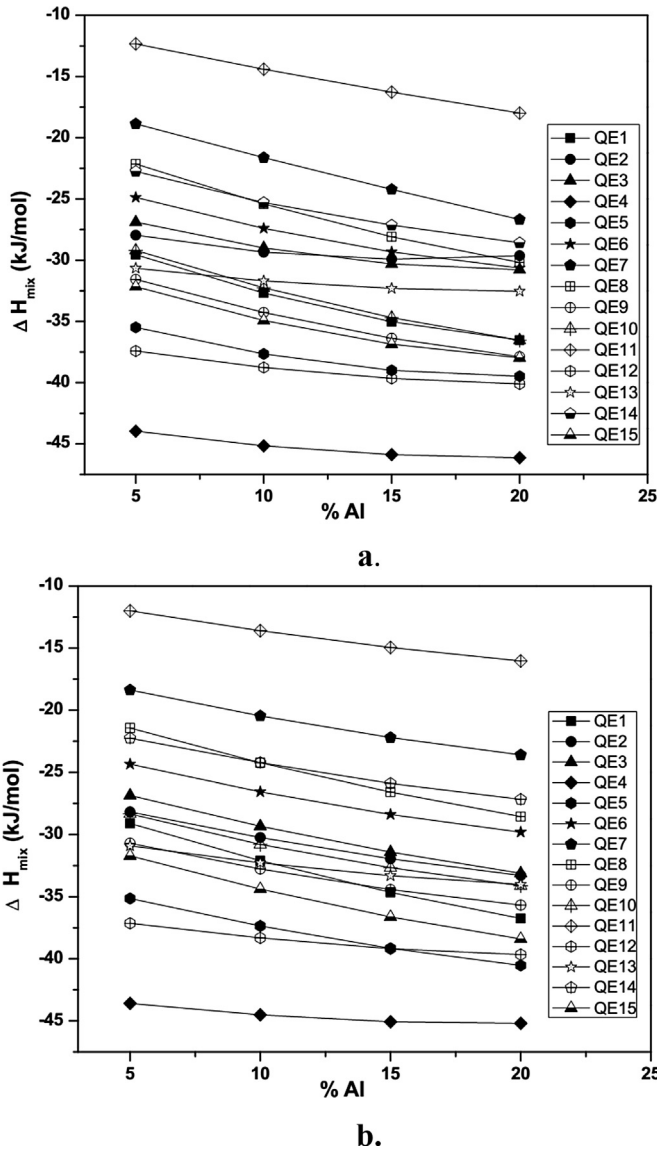 -10
-15
-20
-25
-30
-35
-40
-45
Δ H mix (kJ/mol)
QE1
QE2
QE3
QE4
QE5
QE6
QE7
QE8
QE9
QE10
QE11
QE12
QE13
QE14
QE15
5 10 15 20 25
% Al
a.
-10
-15
-20
-25
-30
-35
-40
-45
Δ H mix (kJ/mol)
QE1
QE2
QE3
QE4
QE5
QE6
QE7
QE8
QE9
QE10
QE11
QE12
QE13
QE14
QE15
5 10 15 20 25
% Al
b.